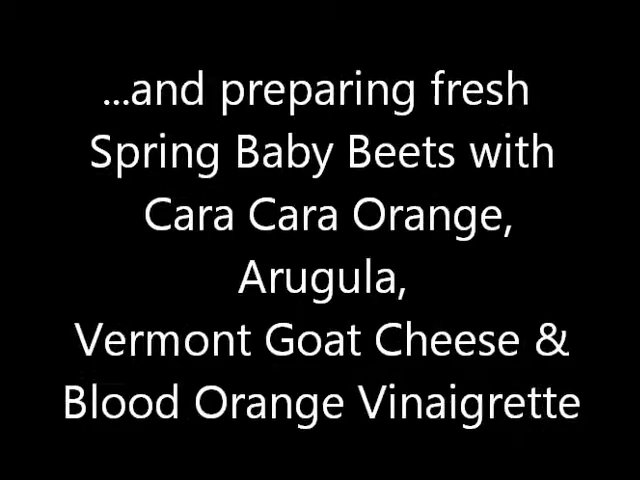 ...and preparing fresh
Spring Baby Beets with
Cara Cara Orange,
Arugula,
Vermont Goat Cheese &
Blood Orange Vinaigrette